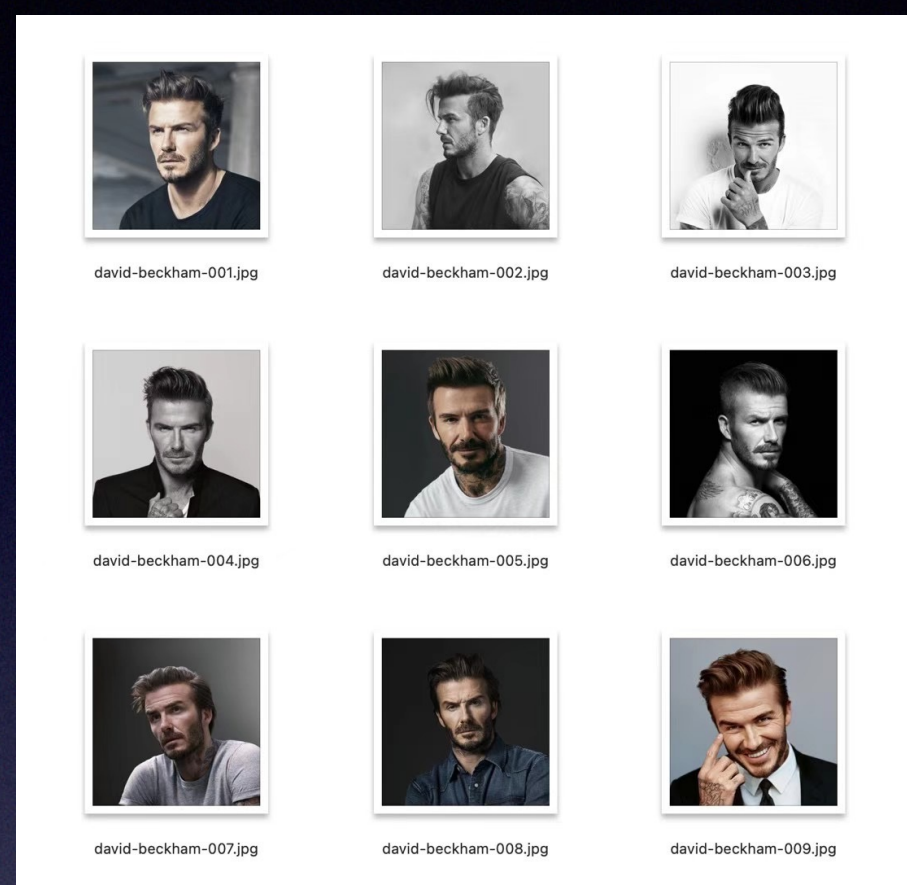 david-beckham-001.jpg
david-beckham-002.jpg
david-beckham-003.jpg
david-beckham-004.jpg
david-beckham-005.jpg
david-beckham-006.jpg
david-beckham-007.jpg
david-beckham-008.jpg
david-beckham-009.jpg